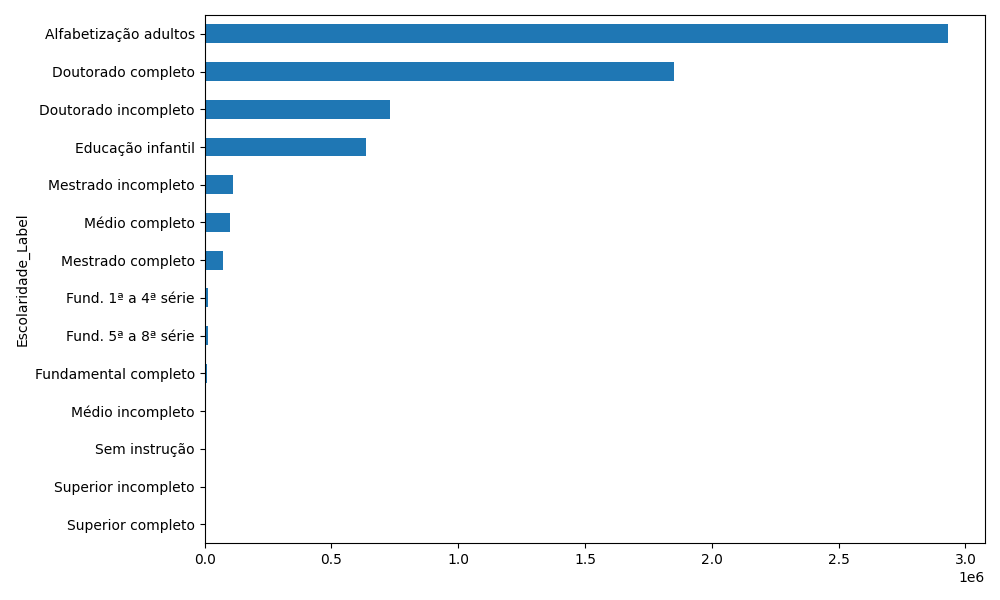 Alfabetização adultos
Doutorado completo
Doutorado incompleto
Educação infantil
Mestrado incompleto
Médio completo
Mestrado completo
Fund. 1ª a 4ª série
Fund. 5ª a 8ª série
Fundamental completo
Médio incompleto
Sem instrução
Superior incompleto
Superior completo
Escolaridade_Label
0.0 0.5 1.0 1.5 2.0 2.5 3.0
1e6